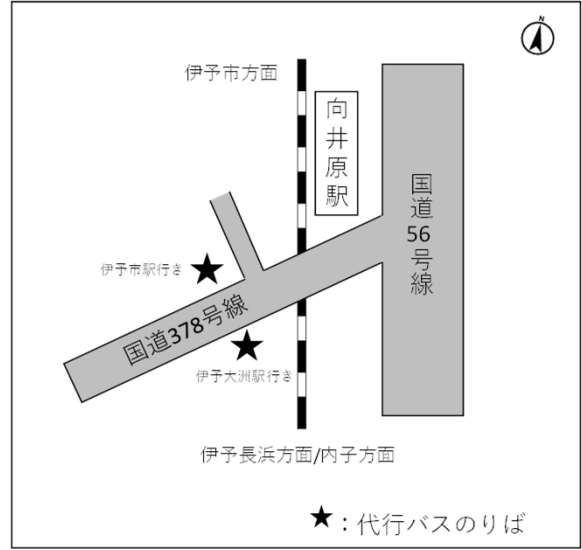 N
伊予市方面
向井原駅
国道56号線
伊予市駅行き
国道378号線
伊予大洲駅行き
伊予長浜方面/内子方面
★：代行バスのりば